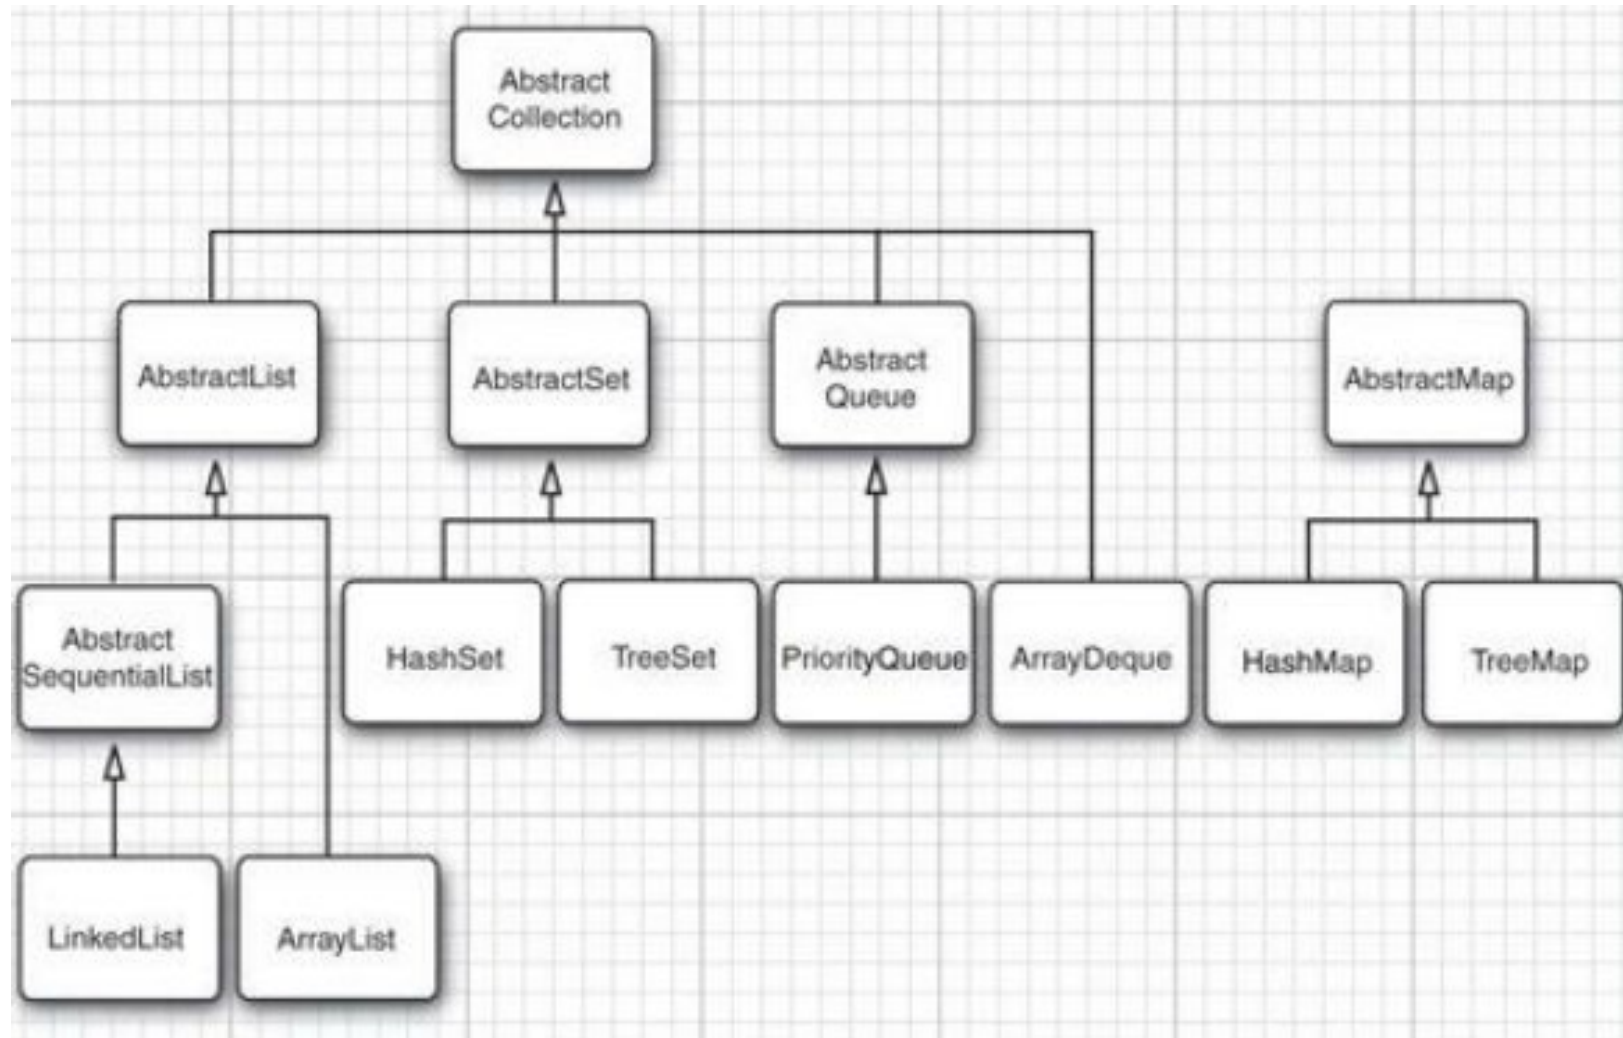 Abstract
Collection
AbstractList
AbstractSet
Abstract
Queue
AbstractMap
Abstract
SequentialList
HashSet
TreeSet
PriorityQueue
ArrayDeque
HashMap
TreeMap
LinkedList
ArrayList